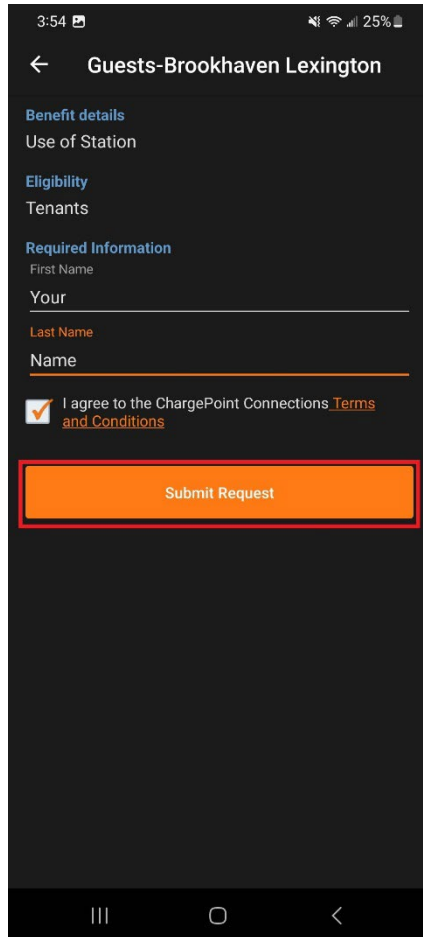 3:54 25%
Guests-Brookhaven Lexington
Benefit details
Use of Station
Eligibility
Tenants
Required Information
First Name
Your
Last Name
Name
I agree to the ChargePoint Connections Terms
and Conditions
Submit Request